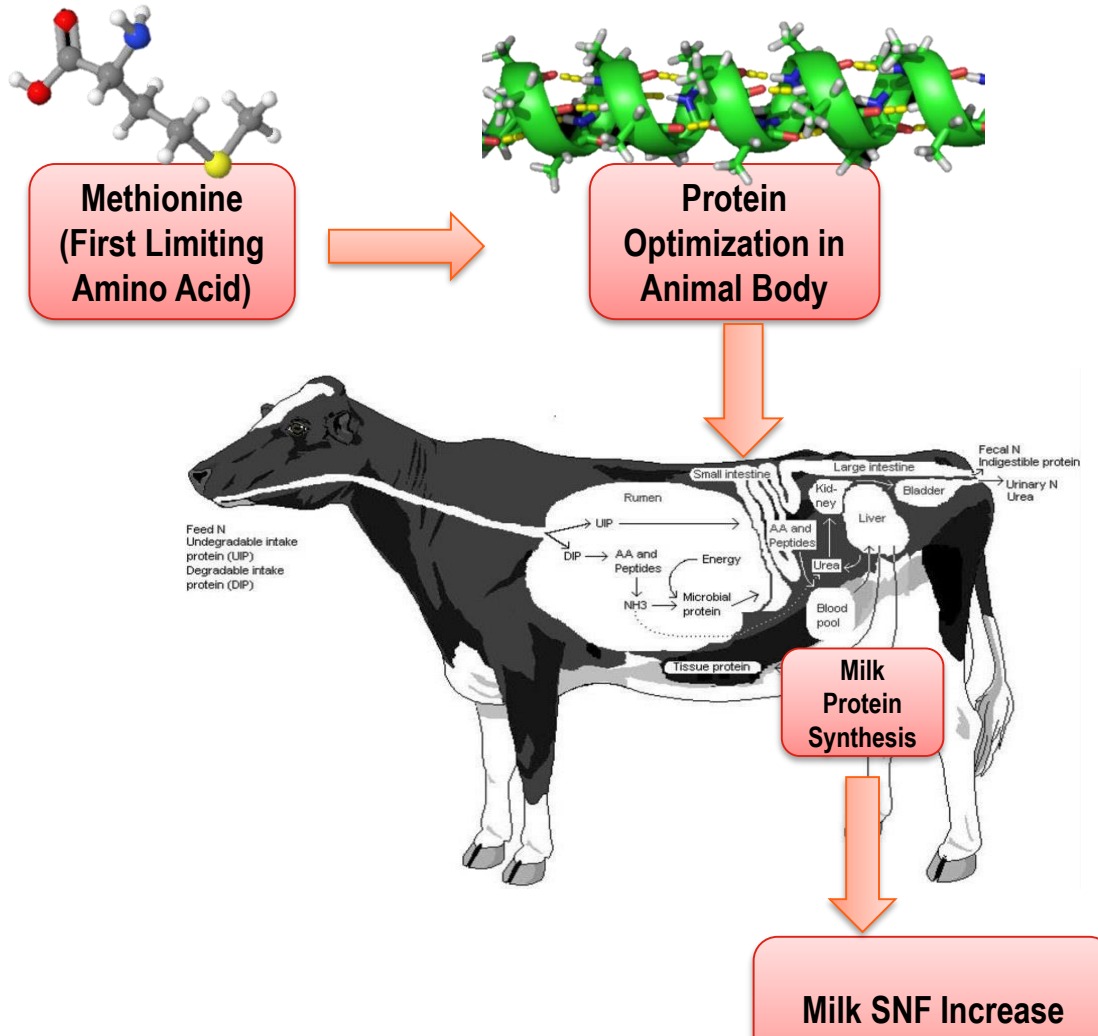 Methionine
(First Limiting
Amino Acid)
Protein
Optimization in
Animal Body
Feed N
Undegradable intake
protein (UIP)
Degradable intake
protein (DIP)
Rumen
UIP
DIP
AA and
Peptides
NH3
Energy
Microbial
protein
Small intestine
Large intestine
Fecal N
Indigestible protein
Urinary N
Urea
Kid-
ney
Bladder
Liver
AA and
Peptides
Urea
Blood
pool
Tissue protein
Milk
Protein
Synthesis
Milk SNF Increase